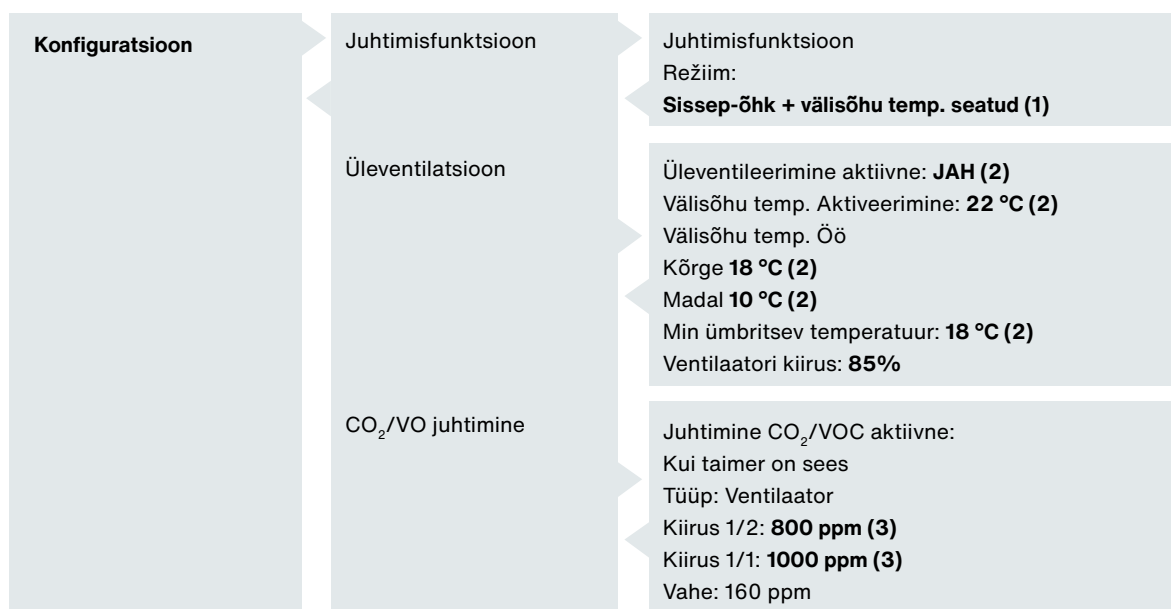 Konfiguratsioon
Juhtimisfunktsioon
Juhtimisfunktsioon
Režiim:
Sissep-õhk + välisõhu temp. seatud (1)
Üleventilatsioon
Üleventileerimine aktiivne: JAH (2)
Välisõhu temp. Aktiveerimine: 22 °C (2)
Välisõhu temp. Öö
Kõrge 18 °C (2)
Madal 10 °C (2)
Min ümbritsev temperatuur: 18 °C (2)
Ventilaatori kiirus: 85%
CO₂/VO juhtimine
Juhtimine CO₂/VOC aktiivne:
Kui taimer on sees
Tüüp: Ventilaator
Kiirus 1/2: 800 ppm (3)
Kiirus 1/1: 1000 ppm (3)
Vahe: 160 ppm